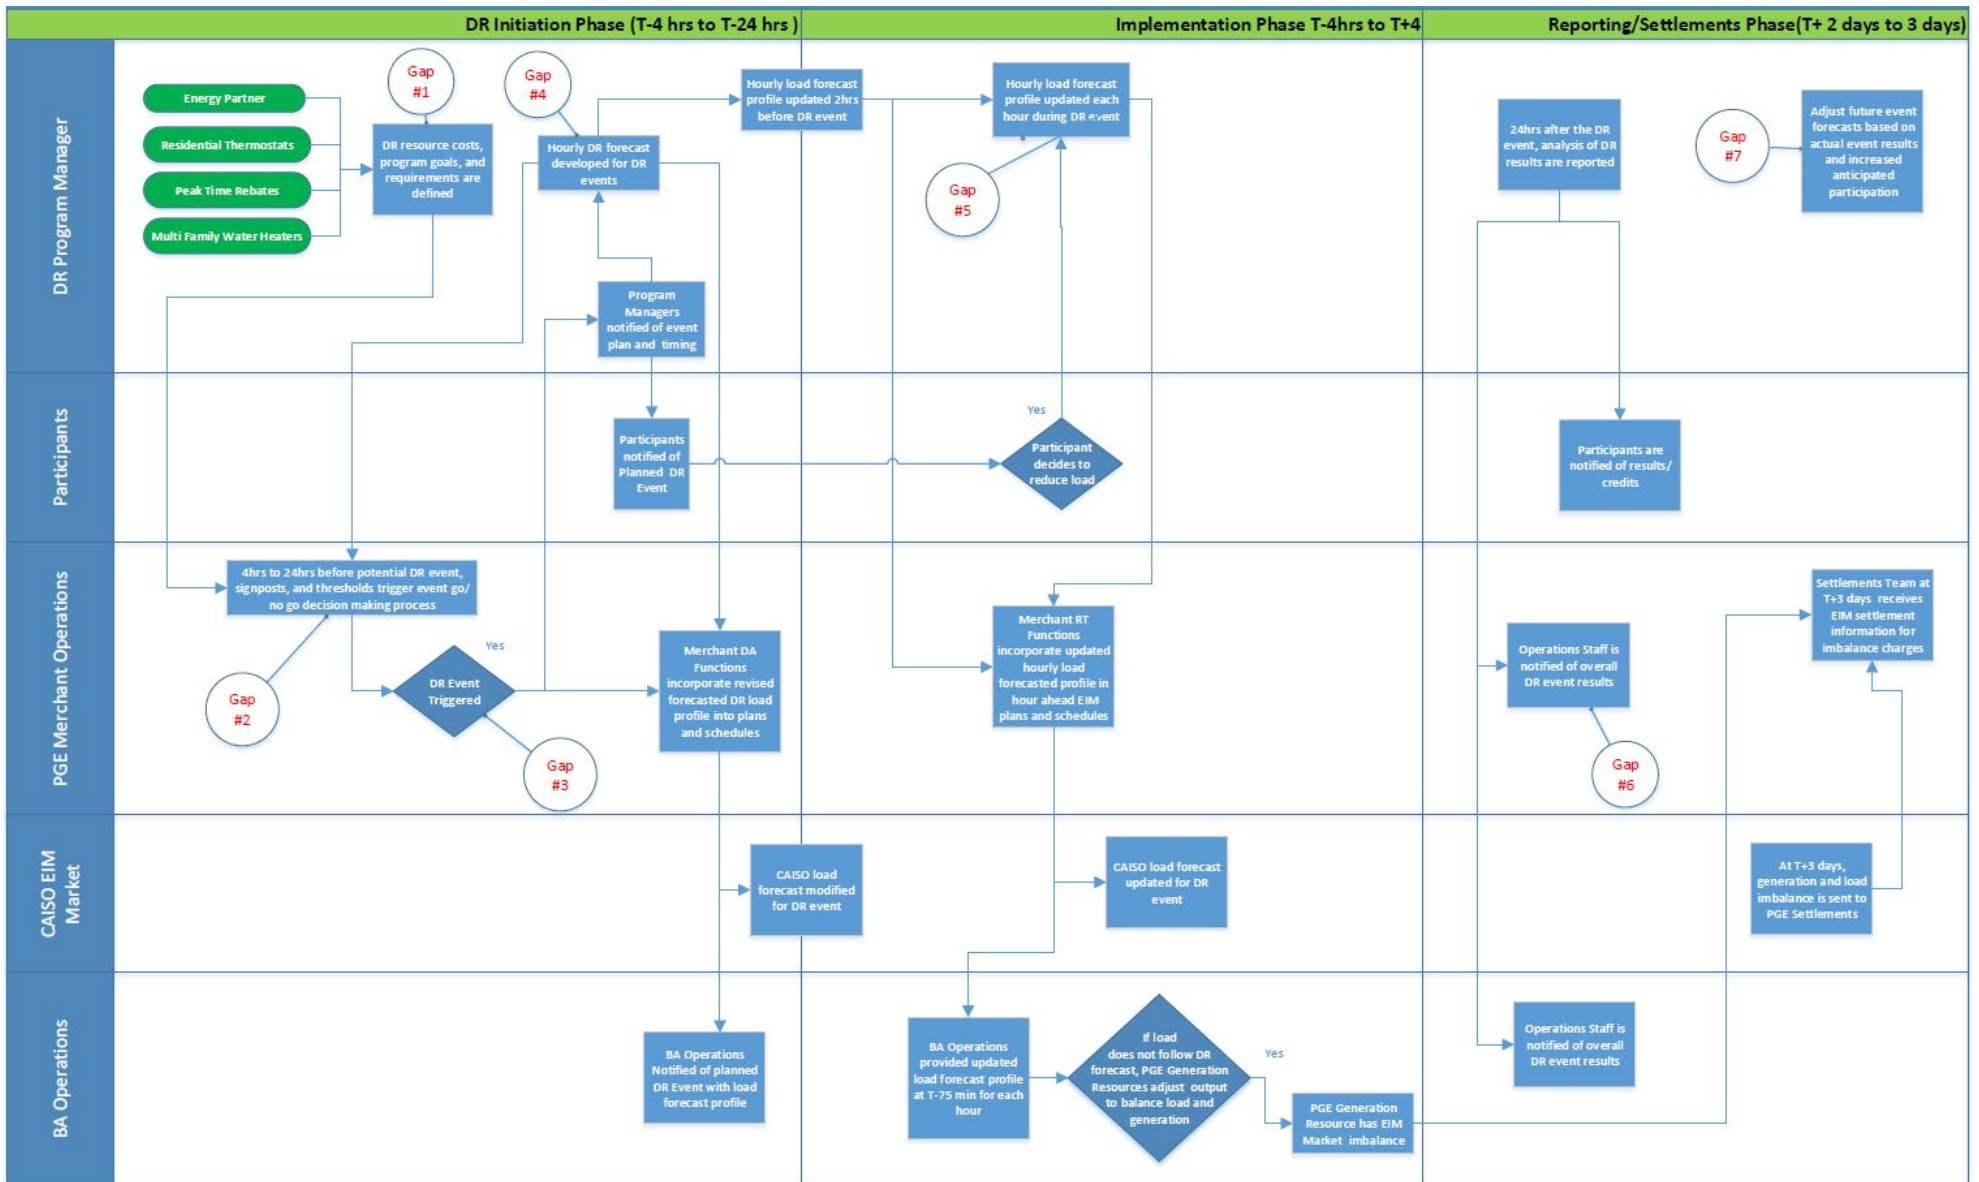 DR Initiation Phase (T-4 hrs to T-24 hrs )
Implementation Phase T-4hrs to T+4
Reporting/Settlements Phase(T+ 2 days to 3 days)
DR Program Manager
Energy Partner
Residential Thermostats
Peak Time Rebates
Multi Family Water Heaters
Gap
#1
DR resource costs,
program goals, and
requirements are
defined
Gap
#4
Hourly DR forecast
developed for DR
events
Hourly load forecast
profile updated 2hrs
before DR event
Program
Managers
notified of event
plan and timing
Hourly load forecast
profile updated each
hour during DR event
Gap
#5
24hrs after the DR
event, analysis of DR
results are reported
Gap
#7
Adjust future event
forecasts based on
actual event results
and increased
anticipated
participation
Participants
Participants
notified of
Planned DR
Event
Yes
Participant
decides to
reduce load
Participants are
notified of results/
credits
PGE Merchant Operations
4hrs to 24hrs before potential DR event,
signposts, and thresholds trigger event go/
no go decision making process
Gap
#2
DR Event
Triggered
Yes
Gap
#3
Merchant DA
Functions
incorporate revised
forecasted DR load
profile into plans
and schedules
Merchant RT
Functions
incorporate updated
hourly load
forecasted profile in
hour ahead EIM
plans and schedules
Operations Staff is
notified of overall
DR event results
Gap
#6
Settlements Team at
T+3 days receives
EIM settlement
information for
imbalance charges
CAISO EIM
Market
CAISO load
forecast modified
for DR event
CAISO load forecast
updated for DR
event
At T+3 days,
generation and load
imbalance is sent to
PGE Settlements
BA Operations
BA Operations
Notified of planned
DR Event with load
forecast profile
BA Operations
provided updated
load forecast profile
at T-75 min for each
hour
If load
does not follow DR
forecast, PGE Generation
Resources adjust output
to balance load and
generation
Yes
PGE Generation
Resource has EIM
Market imbalance
Operations Staff is
notified of overall
DR event results